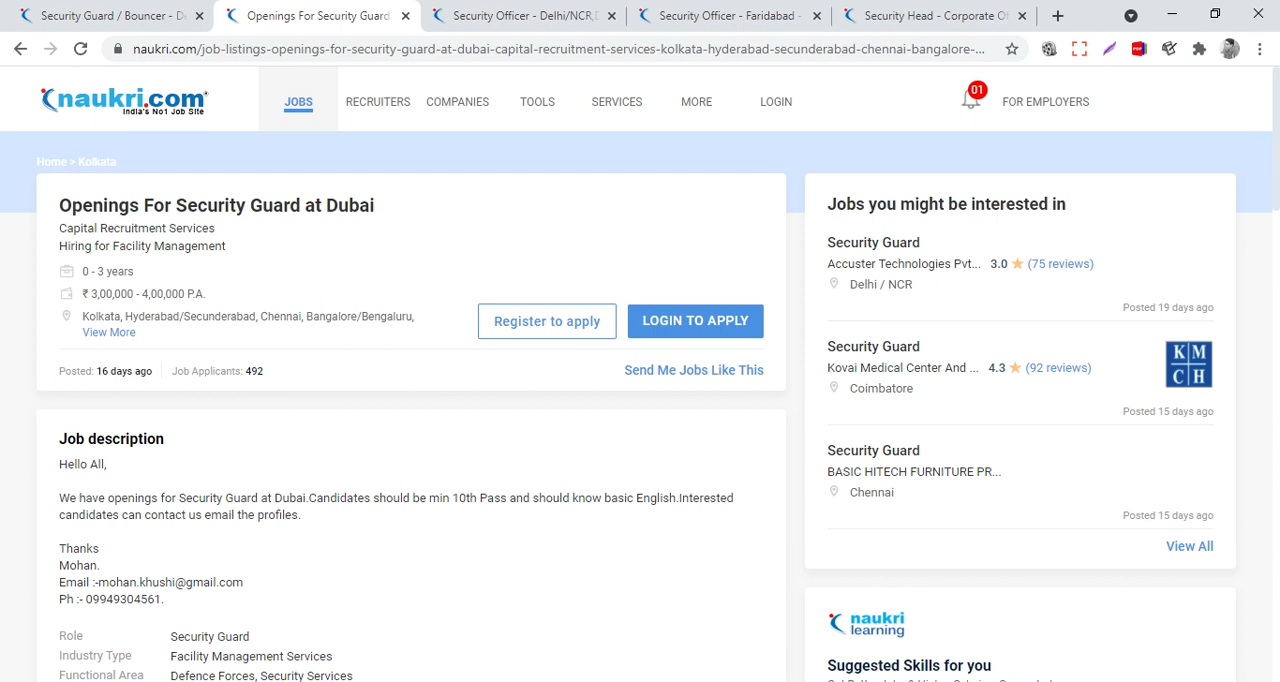 Security Guard / Bouncer - De
Openings For Security Guard
Security Officer - Delhi/NCR,D
Security Officer - Faridabad -
Security Head - Corporate Of
naukri.com/job-listings-openings-for-security-guard-at-dubai-capital-recruitment-services-kolkata-hyderabad-secunderabad-chennai-bangalore-...
naukri.com
India's No1 Job Site
JOBS
RECRUITERS
COMPANIES
TOOLS
SERVICES
MORE
LOGIN
01
FOR EMPLOYERS
Home > Kolkata
Openings For Security Guard at Dubai
Capital Recruitment Services
Hiring for Facility Management
0 - 3 years
₹ 3,00,000 - 4,00,000 P.A.
Kolkata, Hyderabad/Secunderabad, Chennai, Bangalore/Bengaluru,
View More
Register to apply
LOGIN TO APPLY
Posted: 16 days ago
Job Applicants: 492
Send Me Jobs Like This
Job description
Hello All,
We have openings for Security Guard at Dubai.Candidates should be min 10th Pass and should know basic English.Interested
candidates can contact us email the profiles.
Thanks
Mohan.
Email :-mohan.khushi@gmail.com
Ph :- 09949304561.
Role Security Guard
Industry Type Facility Management Services
Functional Area Defence Forces, Security Services
Jobs you might be interested in
Security Guard
Accuster Technologies Pvt... 3.0 (75 reviews)
Delhi / NCR
Posted 19 days ago
Security Guard
Kovai Medical Center And ... 4.3 (92 reviews)
Coimbatore
K M
C H
Posted 15 days ago
Security Guard
BASIC HITECH FURNITURE PR...
Chennai
Posted 15 days ago
View All
naukri
learning
Suggested Skills for you